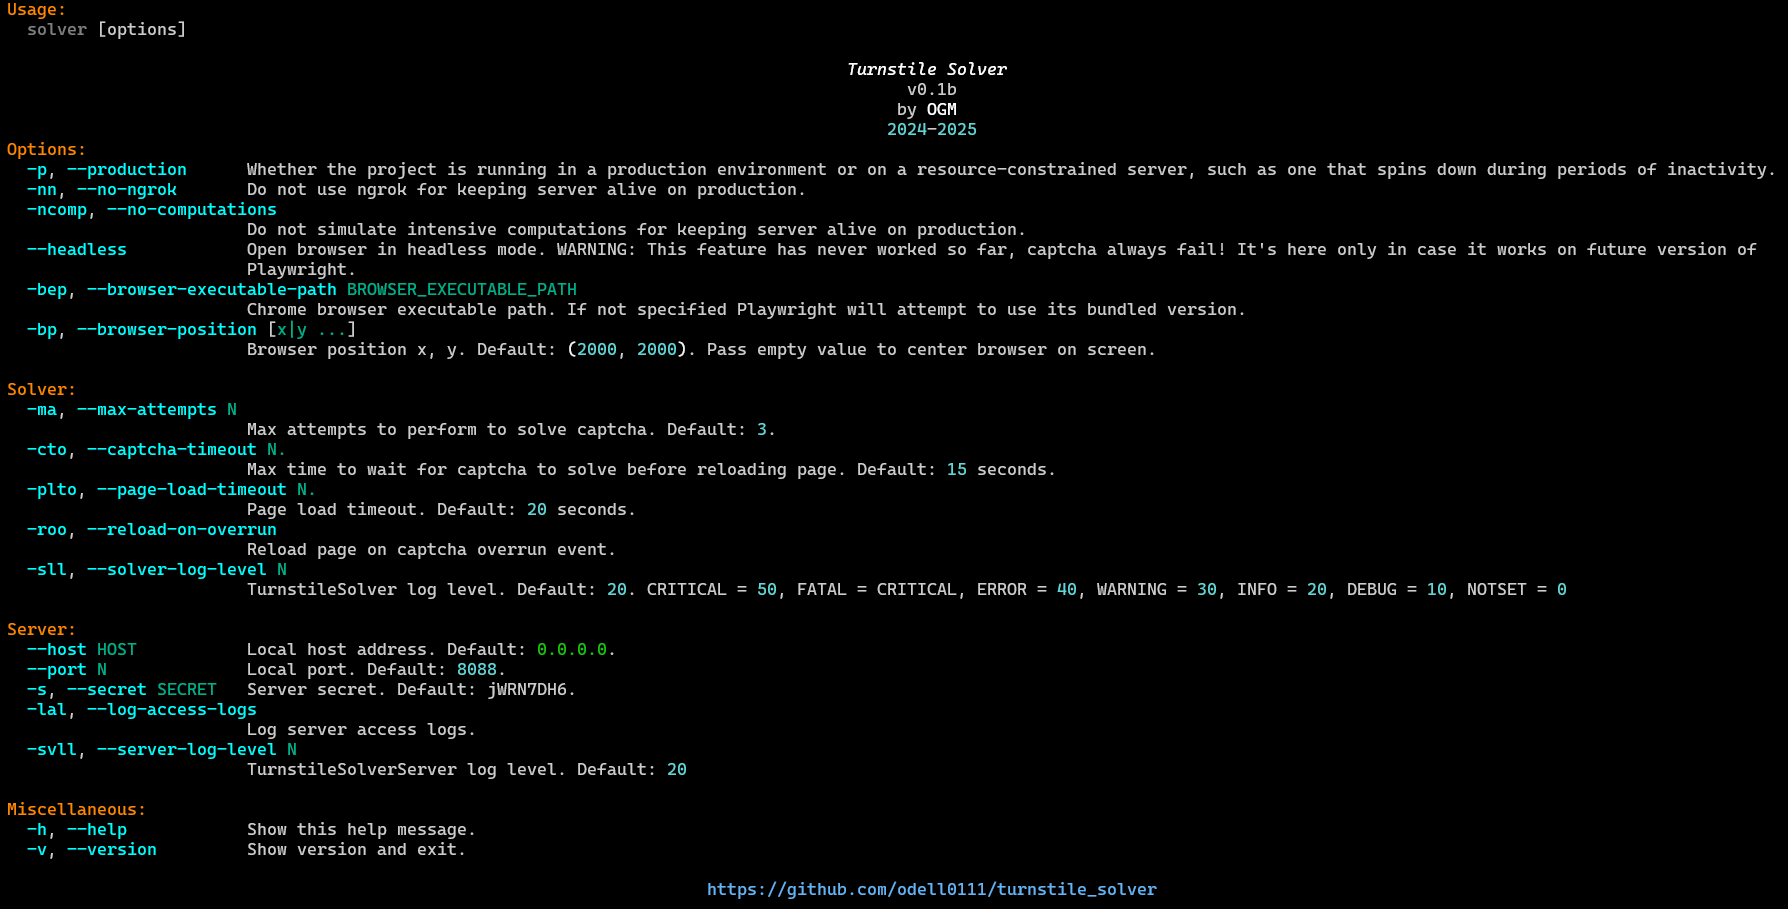 Usage:
solver [options]
Turnstile Solver
v0.1b
by OGM
2024-2025
Options:
-p, --production Whether the project is running in a production environment or on a resource-constrained server, such as one that spins down during periods of inactivity.
-nn, --no-ngrok Do not use ngrok for keeping server alive on production.
-ncomp, --no-computations
Do not simulate intensive computations for keeping server alive on production.
--headless Open browser in headless mode. WARNING: This feature has never worked so far, captcha always fail! It's here only in case it works on future version of
Playwright.
-bep, --browser-executable-path BROWSER_EXECUTABLE_PATH
Chrome browser executable path. If not specified Playwright will attempt to use its bundled version.
-bp, --browser-position [x|y ...]
Browser position x, y. Default: (2000, 2000). Pass empty value to center browser on screen.
Solver:
-ma, --max-attempts N
Max attempts to perform to solve captcha. Default: 3.
-cto, --captcha-timeout N.
Max time to wait for captcha to solve before reloading page. Default: 15 seconds.
-plto, --page-load-timeout N.
Page load timeout. Default: 20 seconds.
-roo, --reload-on-overrun
Reload page on captcha overrun event.
-sll, --solver-log-level N
TurnstileSolver log level. Default: 20. CRITICAL = 50, FATAL = CRITICAL, ERROR = 40, WARNING = 30, INFO = 20, DEBUG = 10, NOTSET = 0
Server:
--host HOST Local host address. Default: 0.0.0.0.
--port N Local port. Default: 8088.
-s, --secret SECRET Server secret. Default: jWRN7DH6.
-lal, --log-access-logs
Log server access logs.
-svll, --server-log-level N
TurnstileSolverServer log level. Default: 20
Miscellaneous:
-h, --help Show this help message.
-v, --version Show version and exit.
https://github.com/odell0111/turnstile_solver